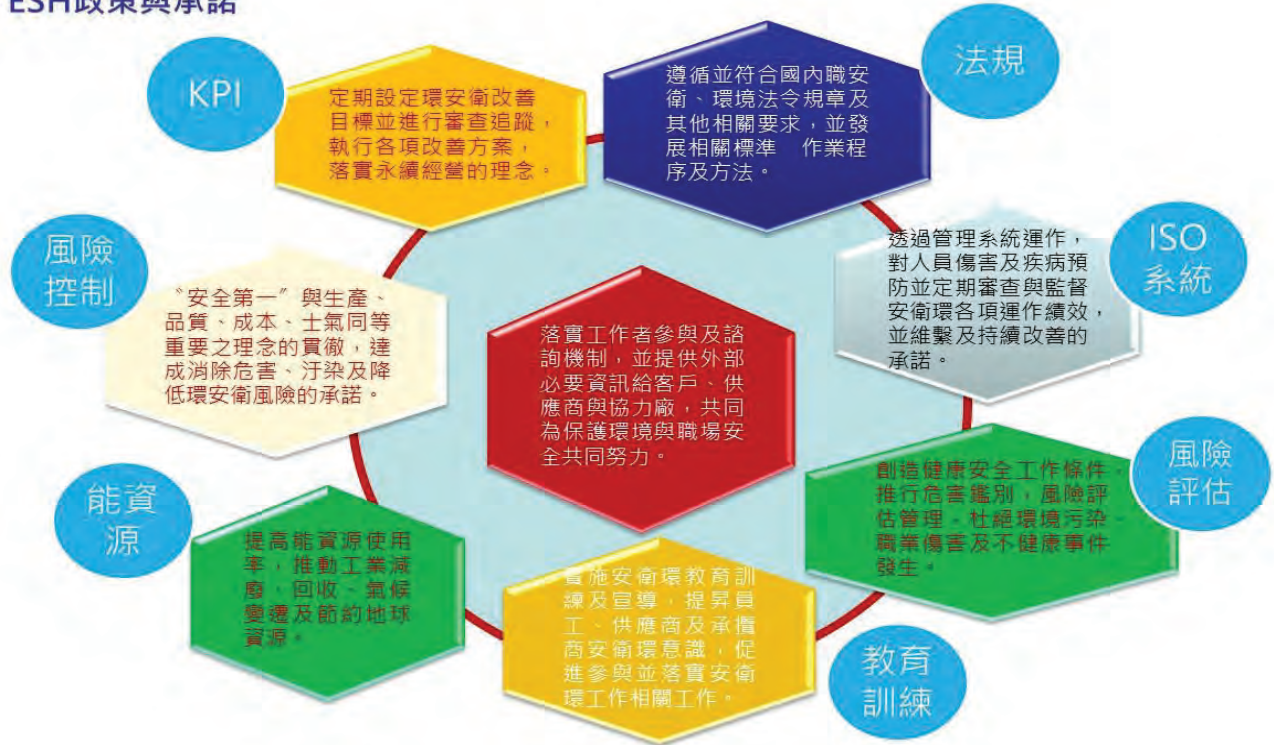 ESH政策與承諾
KPI
定期設定環安衛改善
目標並進行審查追蹤，
執行各項改善方案，
落實永續經營的理念。
法規
遵循並符合國內職安
衛、環境法令規章及
其他相關要求，並發
展相關標準　作業程
序及方法。
風險
控制
〝安全第一〞與生產、
品質、成本、士氣同等
重要之理念的貫徹，達
成消除危害、汙染及降
低環安衛風險的承諾。
ISO
系統
透過管理系統運作，
對人員傷害及疾病預
防並定期審查與監督
安衛環各項運作績效，
並維繫及持續改善的
承諾。
落實工作者參與及諮
詢機制，並提供外部
必要資訊給客戶、供
應商與協力廠，共同
為保護環境與職場安
全共同努力。
能資
源
提高能資源使用
率，推動工業減
廢、回收、氣候
變遷及節約地球
資源。
風險
評估
創造健康安全工作條件、
推行危害鑑別，風險評
估管理、杜絕環境污染、
職業傷害及不健康事件
發生。
教育
訓練
實施安衛環教育訓
練及宣導，提昇員
工、供應商及承攬
商安衛環意識，促
進參與並落實安衛
環工作相關工作。